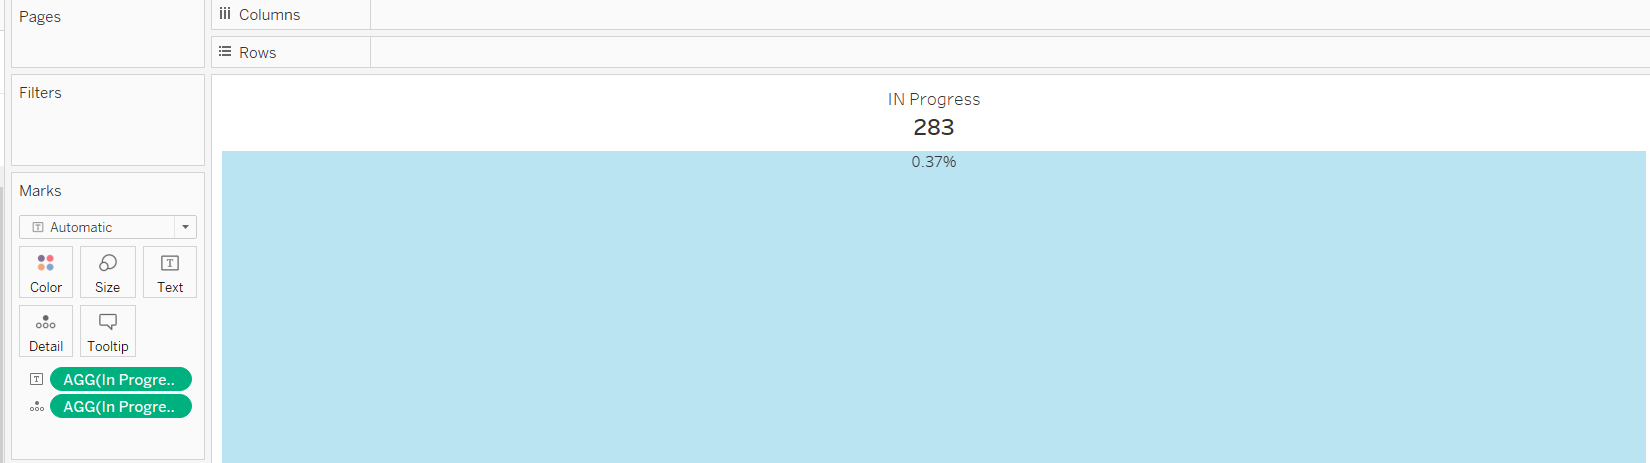 Pages
Columns
Rows
Filters
IN Progress
283
0.37%
Marks
Automatic
Color Size Text
Detail Tooltip
AGG(In Progre..
AGG(In Progre..